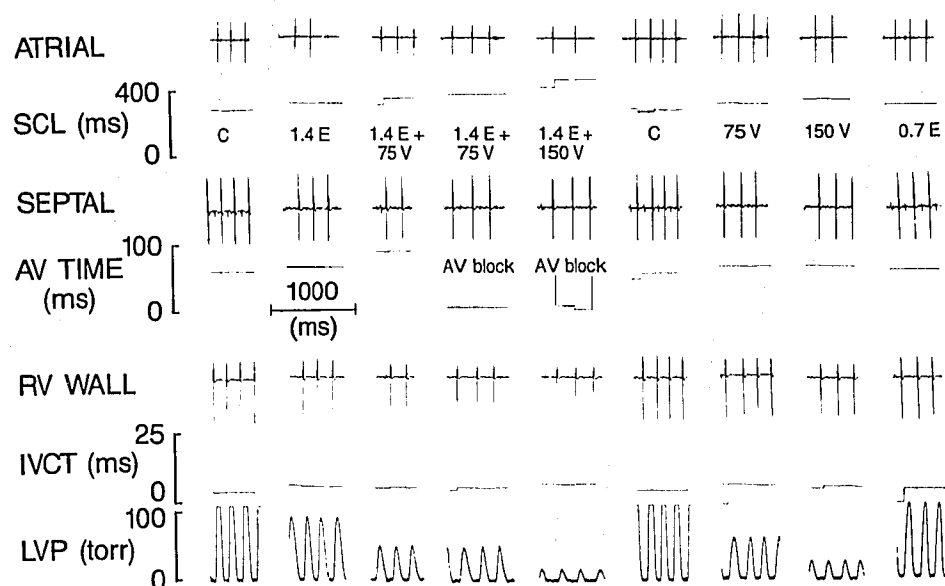 ATRIAL
400
SCL (ms)
0
C
1.4 E
1.4 E +
75 V
1.4 E +
75 V
1.4 E +
150 V
C
75 V
150 V
0.7 E
SEPTAL
100
AV TIME
(ms)
0
1000
(ms)
AV block
AV block
RV WALL
25
IVCT (ms)
0
100
LVP (torr)
0